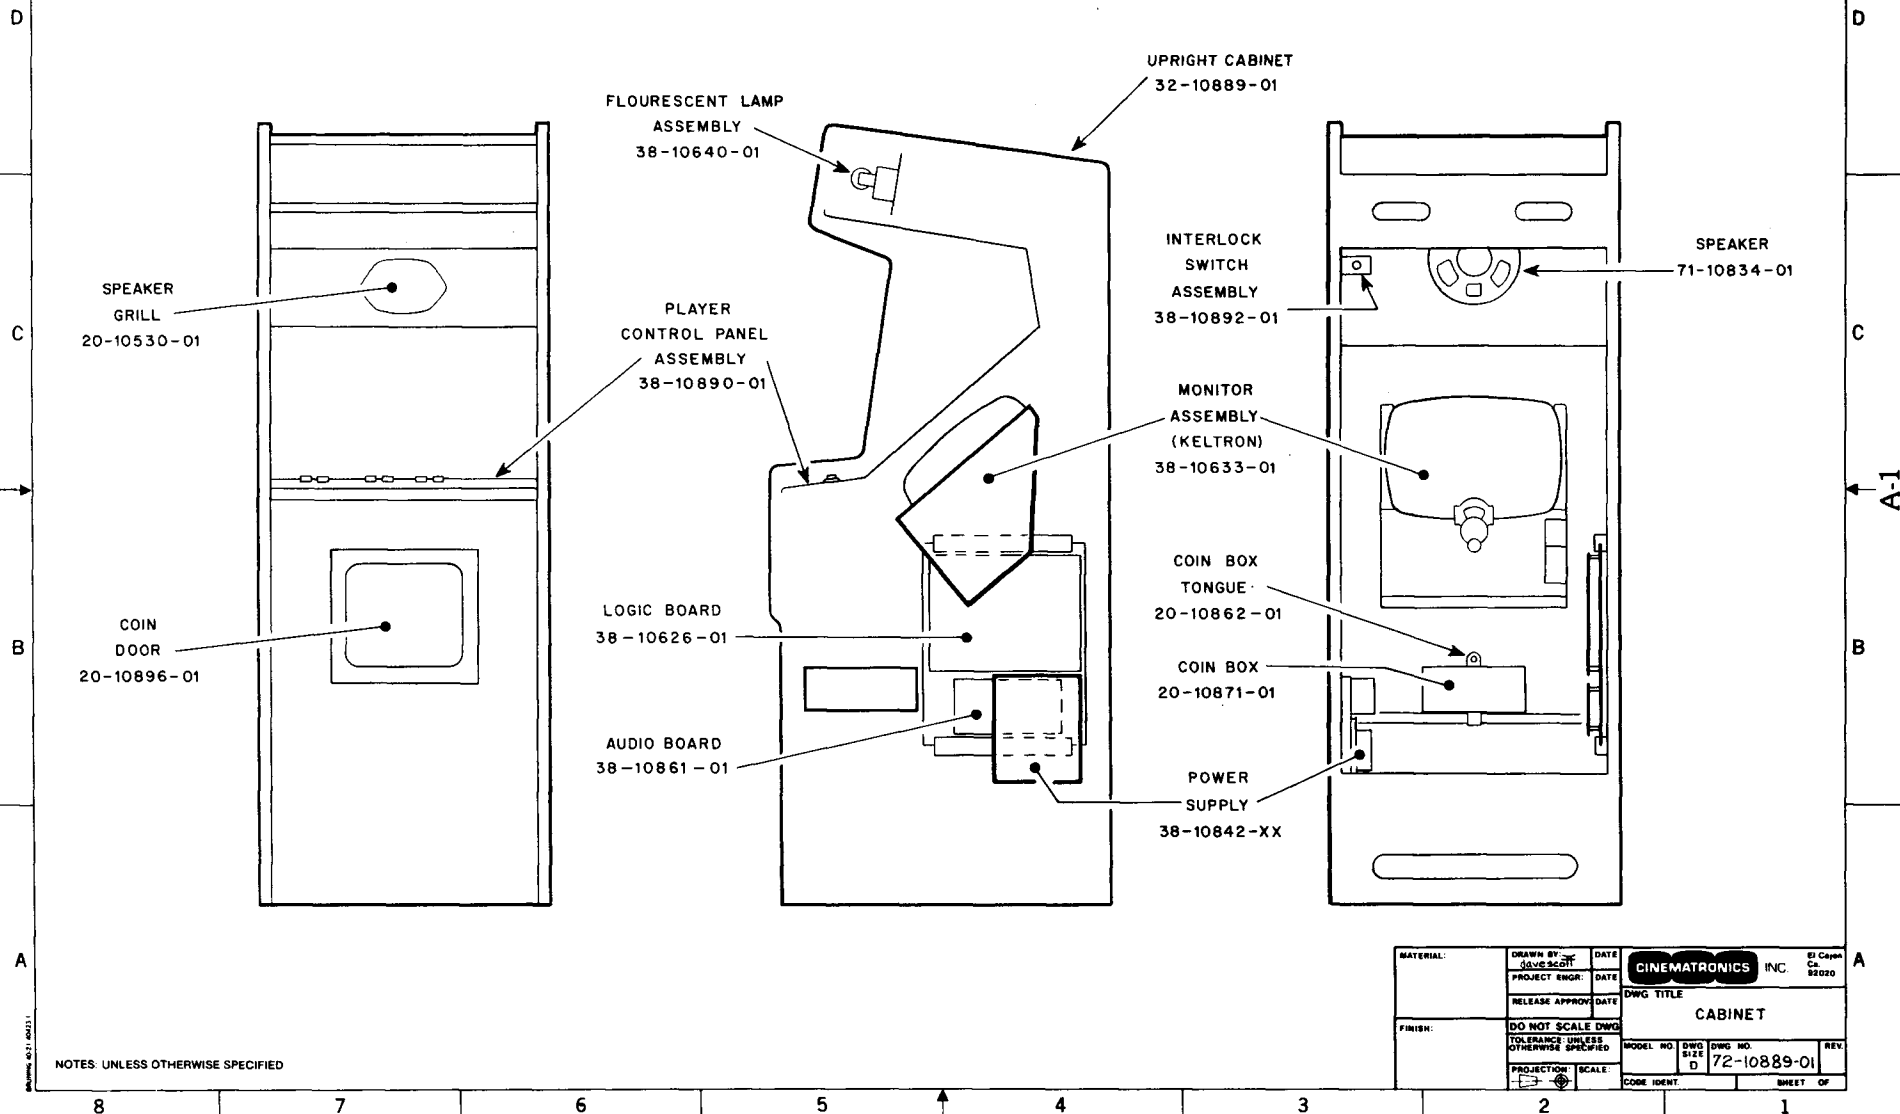 D
D
UPRIGHT CABINET
32-10889-01
FLOURESCENT LAMP
ASSEMBLY
38-10640-01
INTERLOCK
SWITCH
ASSEMBLY
38-10892-01
SPEAKER
71-10834-01
SPEAKER
GRILL
20-10530-01
PLAYER
CONTROL PANEL
ASSEMBLY
38-10890-01
C
C
MONITOR
ASSEMBLY
(KELTRON)
38-10633-01
A-1
COIN BOX
TONGUE
20-10862-01
LOGIC BOARD
38-10626-01
COIN
DOOR
20-10896-01
B
B
COIN BOX
20-10871-01
AUDIO BOARD
38-10861-01
POWER
SUPPLY
38-10842-XX
A
A
MATERIAL:
FINISH:
DRAWN BY:
dave scott
DATE
PROJECT ENGR:
DATE
RELEASE APPROV:
DATE
DO NOT SCALE DWG
TOLERANCE: UNLESS
OTHERWISE SPECIFIED
PROJECTION:
SCALE:
CINEMATRONICS INC.
El Cajon
Ca.
92020
DWG TITLE
CABINET
MODEL NO.
DWG
SIZE
D
DWG NO.
72-10889-01
REV.
CODE IDENT.
SHEET OF
NOTES: UNLESS OTHERWISE SPECIFIED
8
7
6
5
4
3
2
1